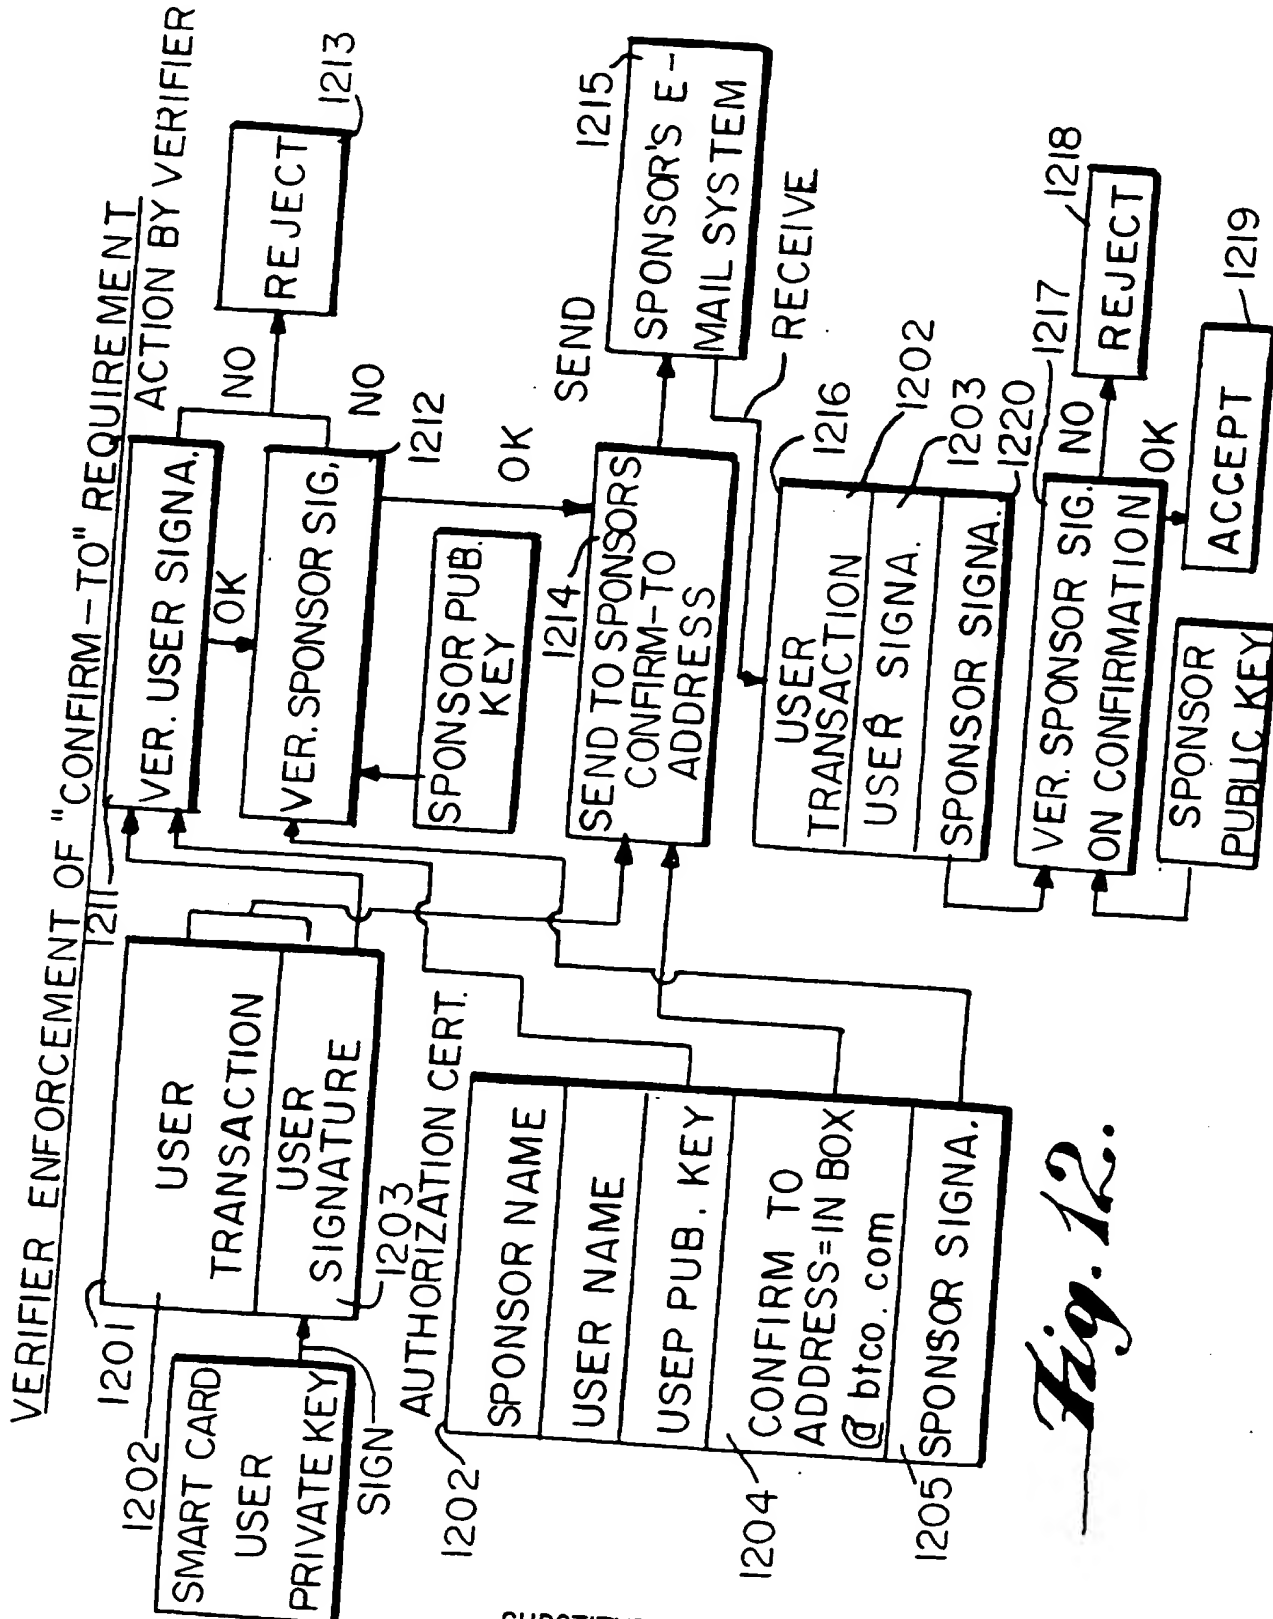 VERIFIER ENFORCEMENT OF "CONFIRM-TO" REQUIREMENT
ACTION BY VERIFIER
1201
1202
USER
TRANSACTION
USER
SIGNATURE
1203
SMART CARD
USER
PRIVATE KEY
SIGN
1211
VER. USER SIGNA.
NO
OK
REJECT
1213
VER. SPONSOR SIG.
NO
1212
SPONSOR PUB.
KEY
OK
AUTHORIZATION CERT.
1202
SPONSOR NAME
USER NAME
USEP PUB. KEY
1204
CONFIRM TO
ADDRESS=IN BOX
@ btco.com
1205
SPONSOR SIGNA.
1214
SEND TO SPONSORS
CONFIRM-TO
ADDRESS
SEND
1215
SPONSOR'S E-
MAIL SYSTEM
RECEIVE
1216
USER
TRANSACTION
1202
USER SIGNA.
1203
SPONSOR SIGNA.
1220
1217
VER. SPONSOR SIG.
ON CONFIRMATION
NO
1218
REJECT
OK
ACCEPT
1219
SPONSOR
PUBLIC KEY
Fig. 12.